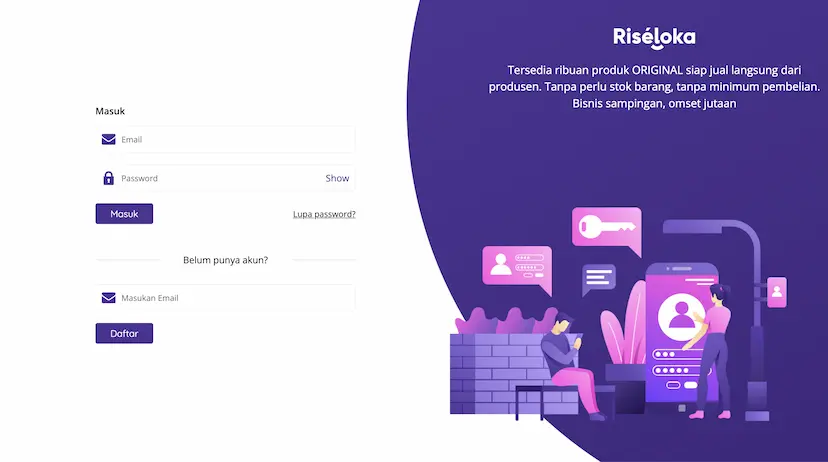 Masuk
Email
Password Show
Masuk Lupa password?
Belum punya akun?
Masukan Email
Daftar
Riséloka
Tersedia ribuan produk ORIGINAL siap jual langsung dari
produsen. Tanpa perlu stok barang, tanpa minimum pembelian.
Bisnis sampingan, omset jutaan